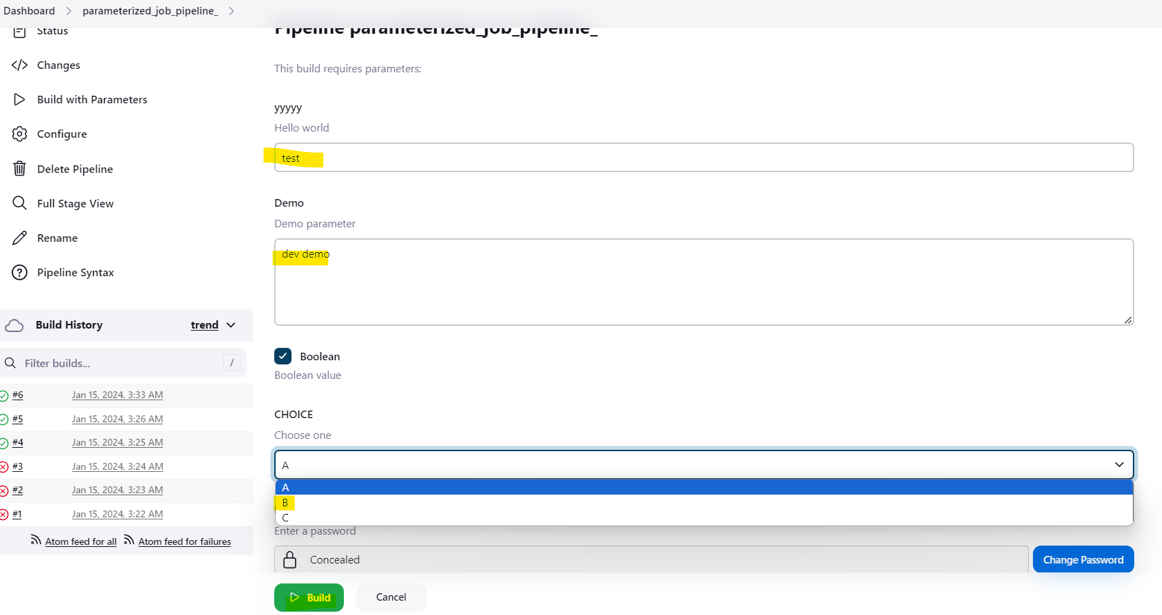 Dashboard
parameterized_job_pipeline_
Status
Changes
Build with Parameters
Configure
Delete Pipeline
Full Stage View
Rename
Pipeline Syntax
Build History
trend
Filter builds...
/
#6 Jan 15, 2024, 3:33 AM
#5 Jan 15, 2024, 3:26 AM
#4 Jan 15, 2024, 3:25 AM
#3 Jan 15, 2024, 3:24 AM
#2 Jan 15, 2024, 3:23 AM
#1 Jan 15, 2024, 3:22 AM
Atom feed for all Atom feed for failures
Pipeline parameterized_job_pipeline_
This build requires parameters:
yyyyy
Hello world
test
Demo
Demo parameter
dev demo
Boolean
Boolean value
CHOICE
Choose one
A
A
B
C
Enter a password
Concealed
Change Password
Build
Cancel